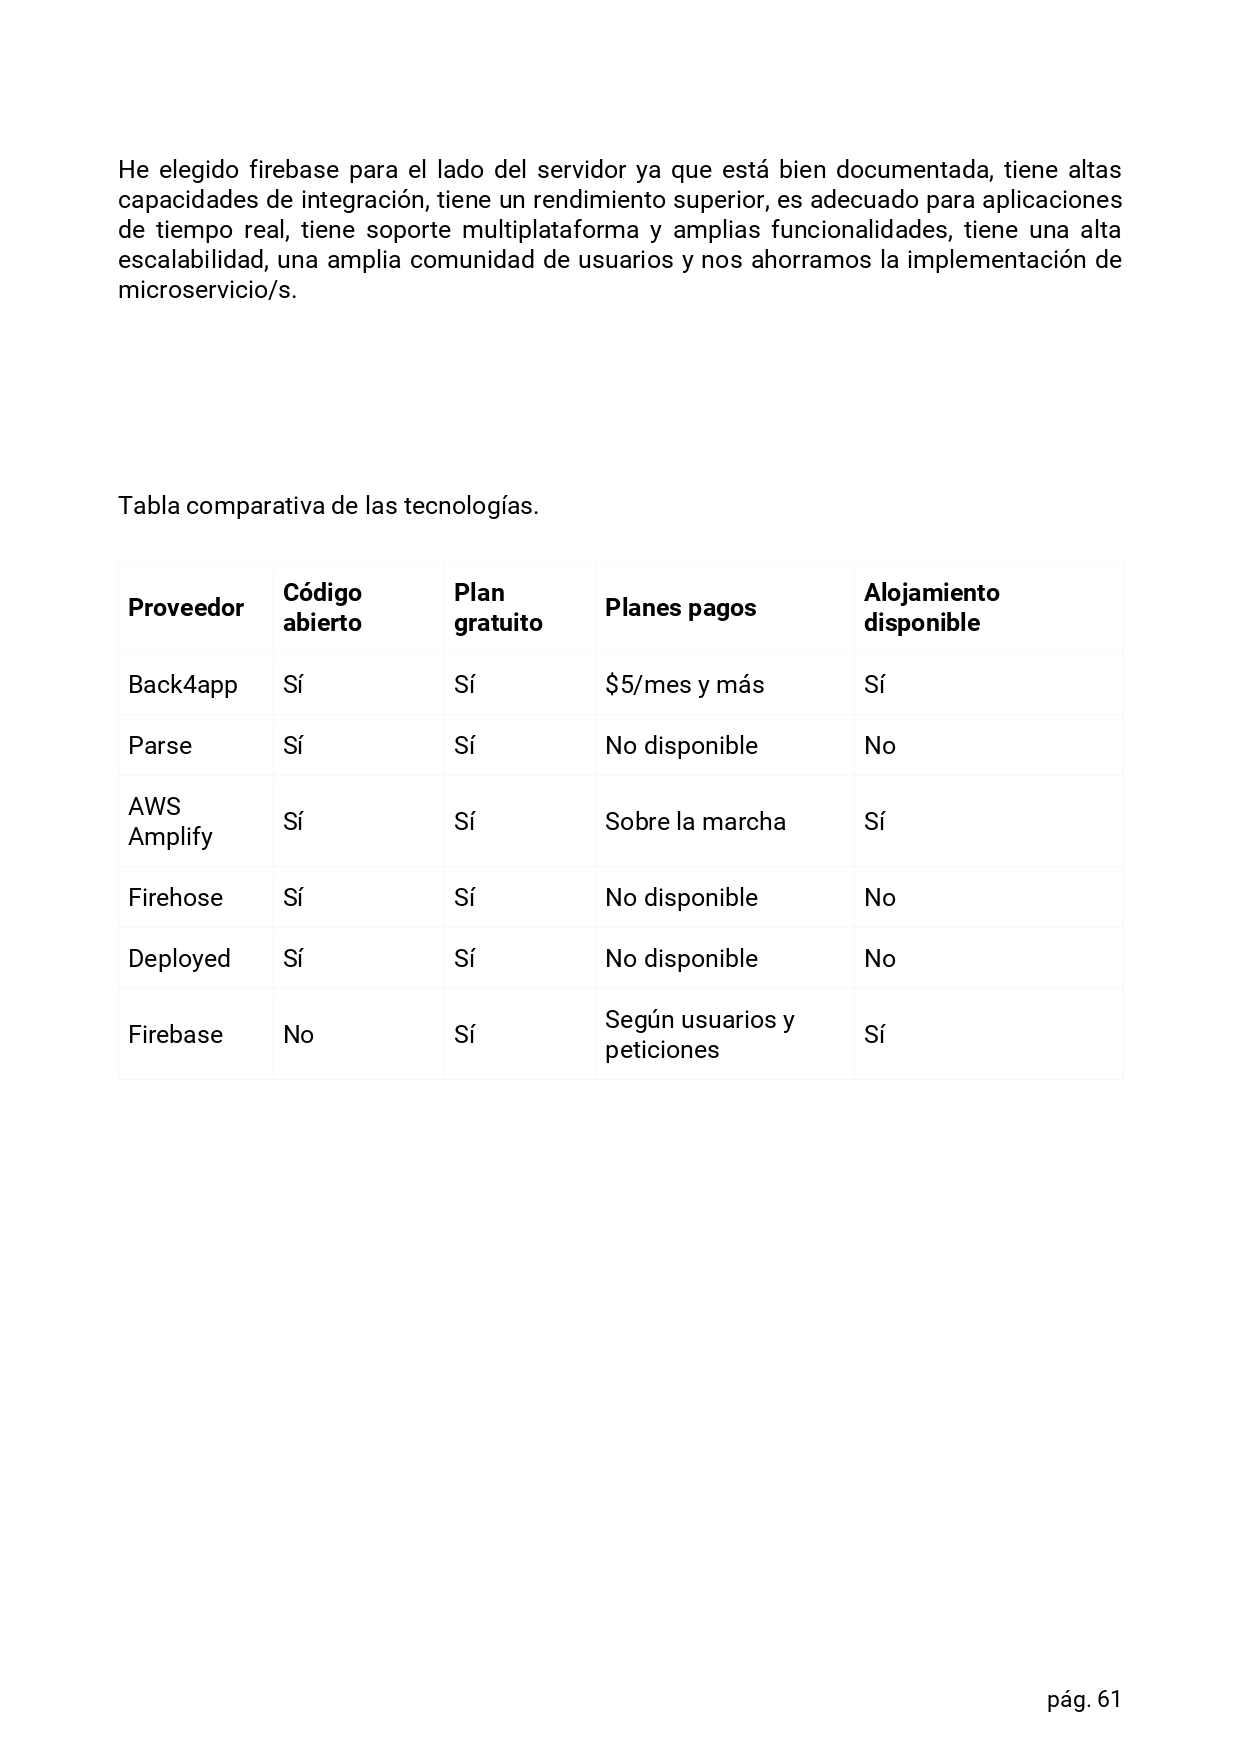 He elegido firebase para el lado del servidor ya que está bien documentada, tiene altas
capacidades de integración, tiene un rendimiento superior, es adecuado para aplicaciones
de tiempo real, tiene soporte multiplataforma y amplias funcionalidades, tiene una alta
escalabilidad, una amplia comunidad de usuarios y nos ahorramos la implementación de
microservicio/s.
Tabla comparativa de las tecnologías.
Proveedor Código abierto Plan gratuito Planes pagos Alojamiento disponible
Back4app Sí Sí $5/mes y más Sí
Parse Sí Sí No disponible No
AWS Amplify Sí Sí Sobre la marcha Sí
Firehose Sí Sí No disponible No
Deployed Sí Sí No disponible No
Firebase No Sí Según usuarios y peticiones Sí
pág. 61